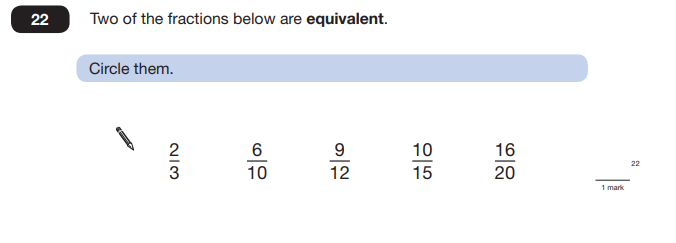 22 Two of the fractions below are equivalent.
Circle them.
2/3 6/10 9/12 10/15 16/20
22
1 mark